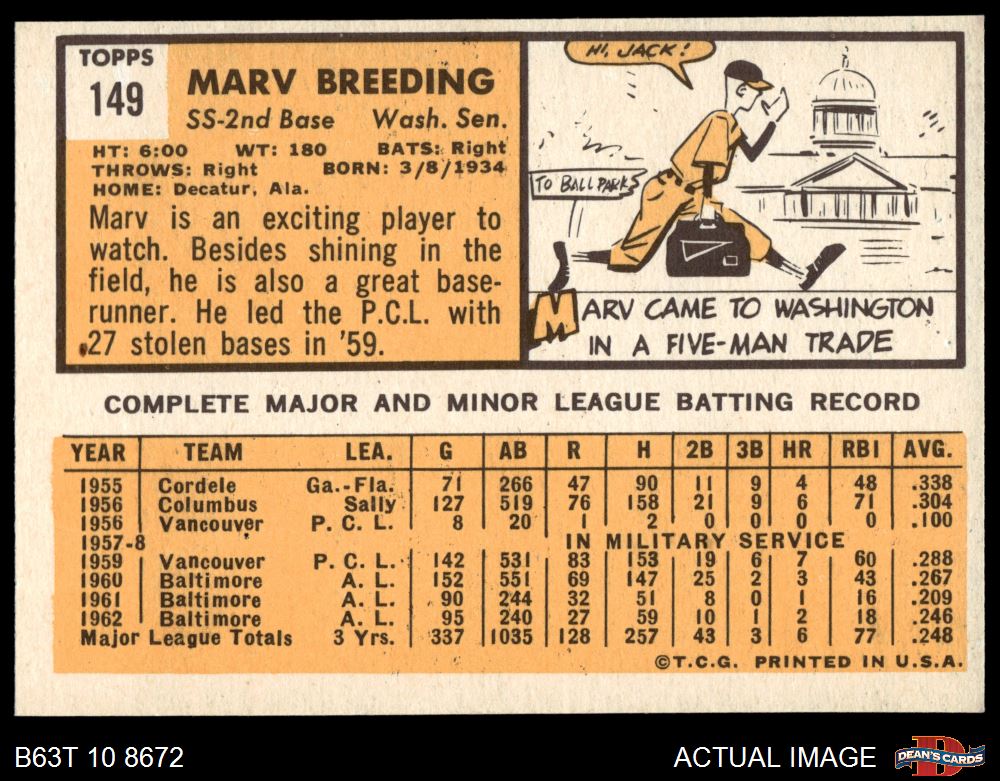 TOPPS
149
MARV BREEDING
SS-2nd Base Wash. Sen.
HT: 6:00 WT: 180 BATS: Right
THROWS: Right BORN: 3/8/1934
HOME: Decatur, Ala.
Marv is an exciting player to
watch. Besides shining in the
field, he is also a great base-
runner. He led the P.C.L. with
27 stolen bases in '59.
HI, JACK!
TO BALL PARKS
MARV CAME TO WASHINGTON
IN A FIVE-MAN TRADE
COMPLETE MAJOR AND MINOR LEAGUE BATTING RECORD
YEAR TEAM LEA. G AB R H 2B 3B HR RBI AVG.
1955 Cordele Ga.-Fla. 71 266 47 90 11 9 4 48 .338
1956 Columbus Sally 127 519 76 158 21 9 6 71 .304
1956 Vancouver P. C. L. 8 20 1 2 0 0 0 0 .100
1957-8 IN MILITARY SERVICE
1959 Vancouver P. C. L. 142 531 83 153 19 6 7 60 .288
1960 Baltimore A. L. 152 551 69 147 25 2 3 43 .267
1961 Baltimore A. L. 90 244 32 51 8 0 1 16 .209
1962 Baltimore A. L. 95 240 27 59 10 1 2 18 .246
Major League Totals 3 Yrs. 337 1035 128 257 43 3 6 77 .248
©T.C.G. PRINTED IN U.S.A.
B63T 10 8672
ACTUAL IMAGE
DEAN'S CARDS